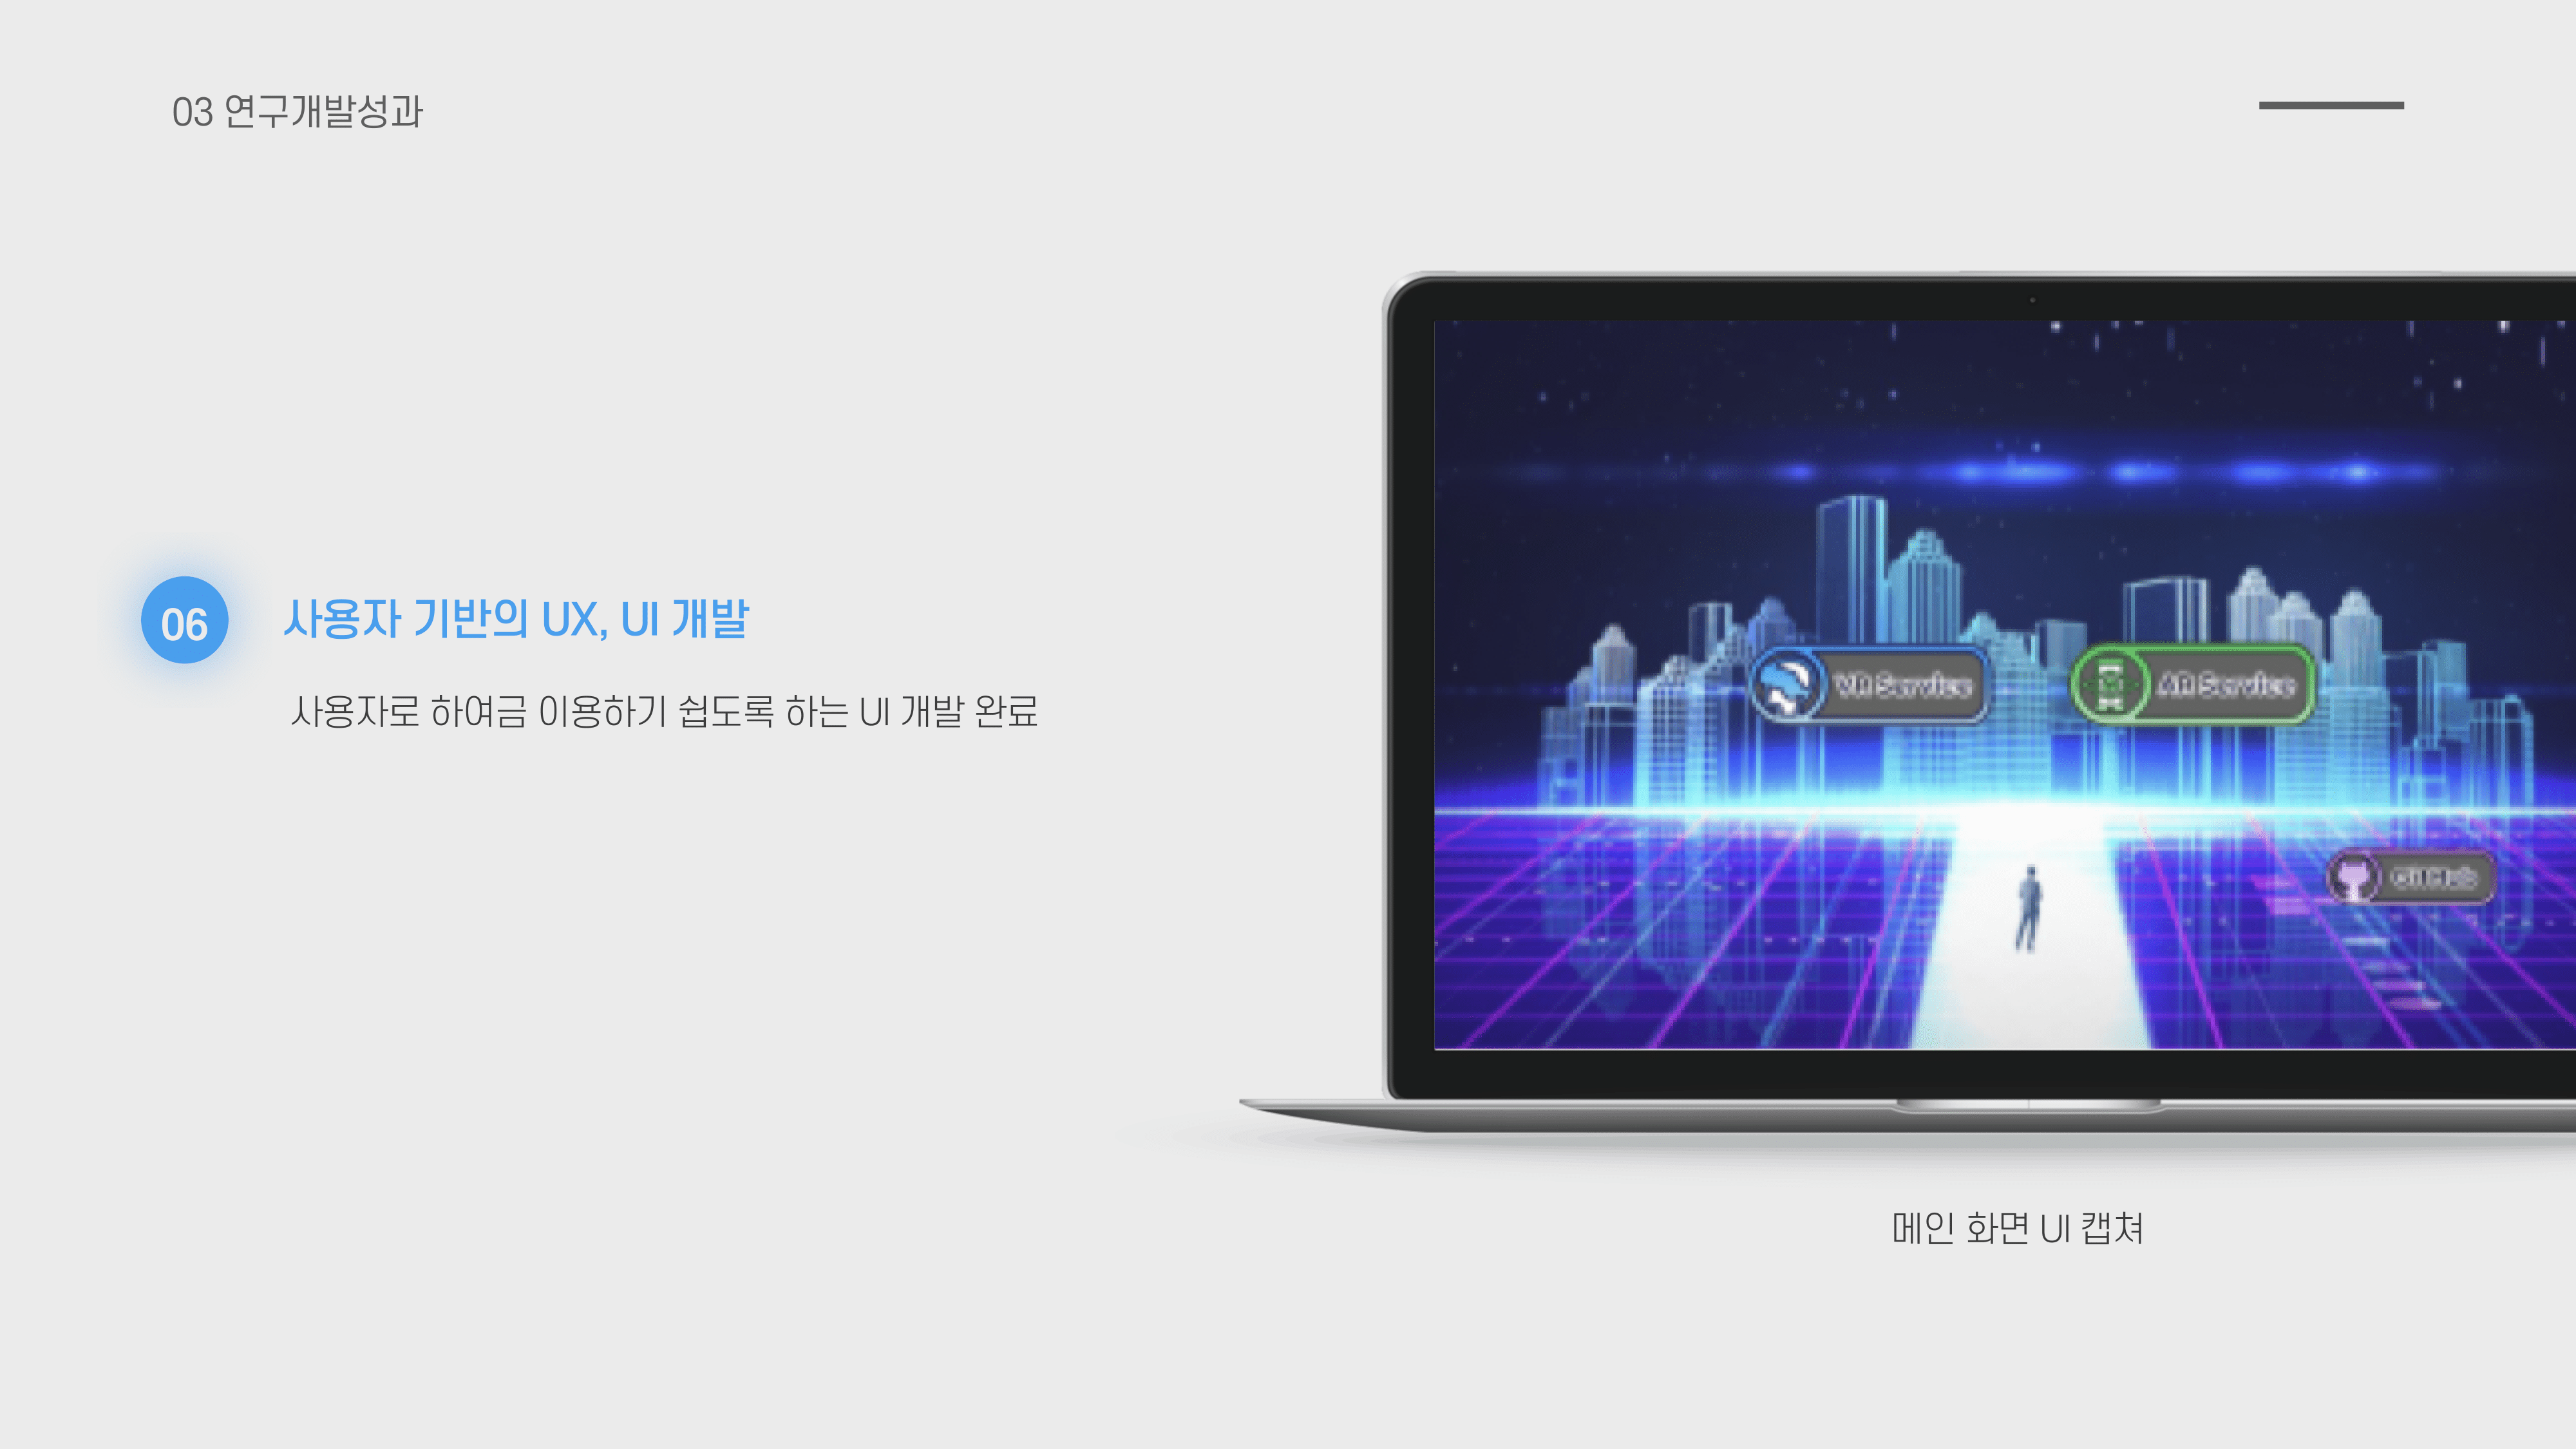 03 연구개발성과
06
사용자 기반의 UX, UI 개발
사용자로 하여금 이용하기 쉽도록 하는 UI 개발 완료
VR Service
AR Service
GitHub
메인 화면 UI 캡쳐